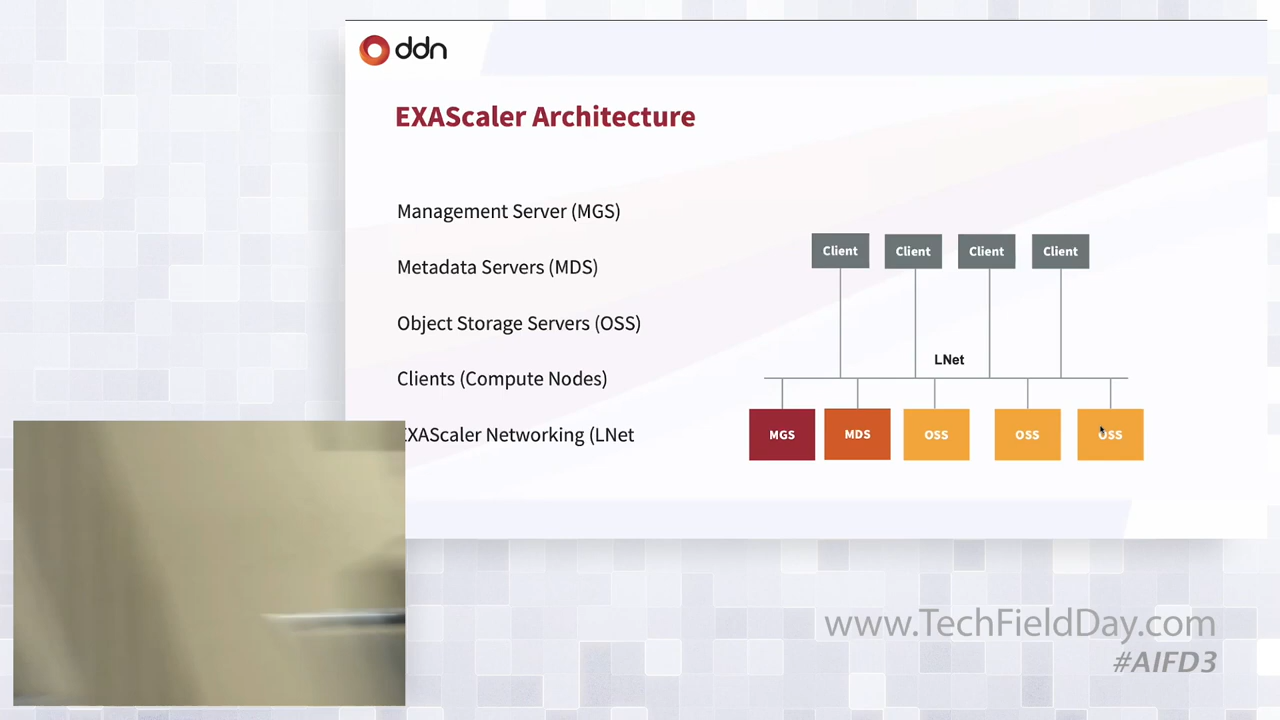 ddn
EXAScaler Architecture
Management Server (MGS)
Metadata Servers (MDS)
Object Storage Servers (OSS)
Clients (Compute Nodes)
EXAScaler Networking (LNet
Client Client Client Client
LNet
MGS MDS OSS OSS OSS
www.TechFieldDay.com
#AIFD3